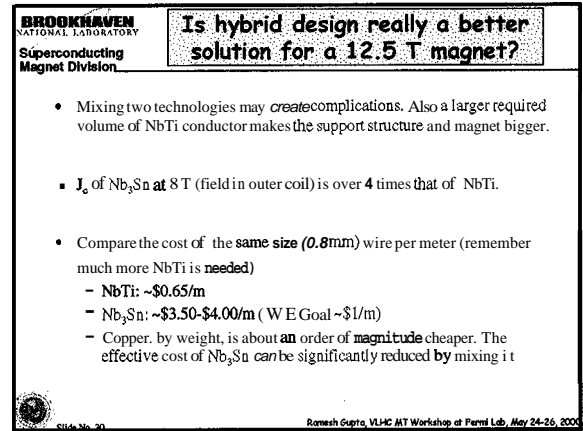 BROOKHAVEN
NATIONAL LABORATORY
Superconducting
Magnet Division
Is hybrid design really a better
solution for a 12.5 T magnet?
• Mixing two technologies may create complications. Also a larger required
volume of NbTi conductor makes the support structure and magnet bigger.
▪ Jc of Nb3Sn at 8 T (field in outer coil) is over 4 times that of NbTi.
• Compare the cost of the same size (0.8mm) wire per meter (remember
much more NbTi is needed)
– NbTi: ~$0.65/m
– Nb3Sn: ~$3.50-$4.00/m ( W E Goal ~$1/m)
– Copper. by weight, is about an order of magnitude cheaper. The
effective cost of Nb3Sn can be significantly reduced by mixing i t
Slide No. 30
Ramesh Gupta, VLHC MT Workshop at Fermi Lab, May 24-26, 2000